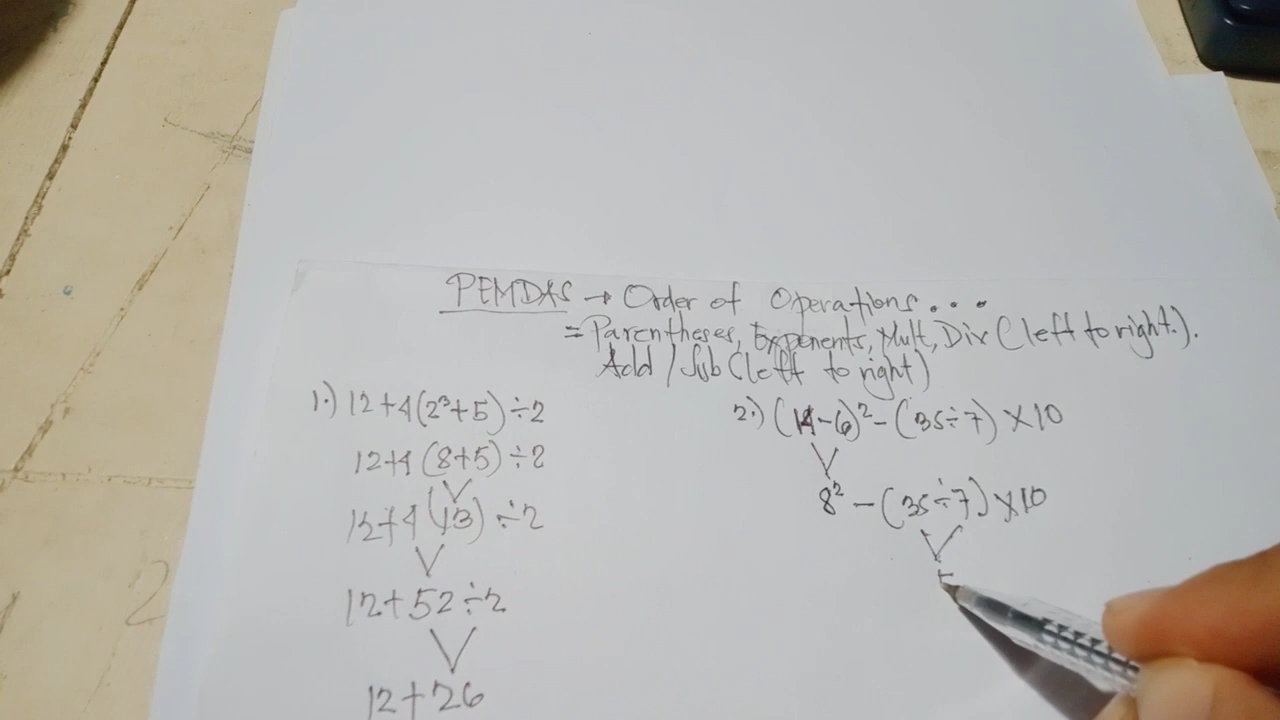 PEMDAS → Order of Operations...
= Parentheses, Exponents, Mult, Div (left to right.).
Add / Sub (left to right)
1.) 12+4(2³+5)÷2
12+4(8+5)÷2
12+4(13)÷2
12+52÷2
12+26
2.) (14-6)²-(35÷7)×10
8²-(35÷7)×10